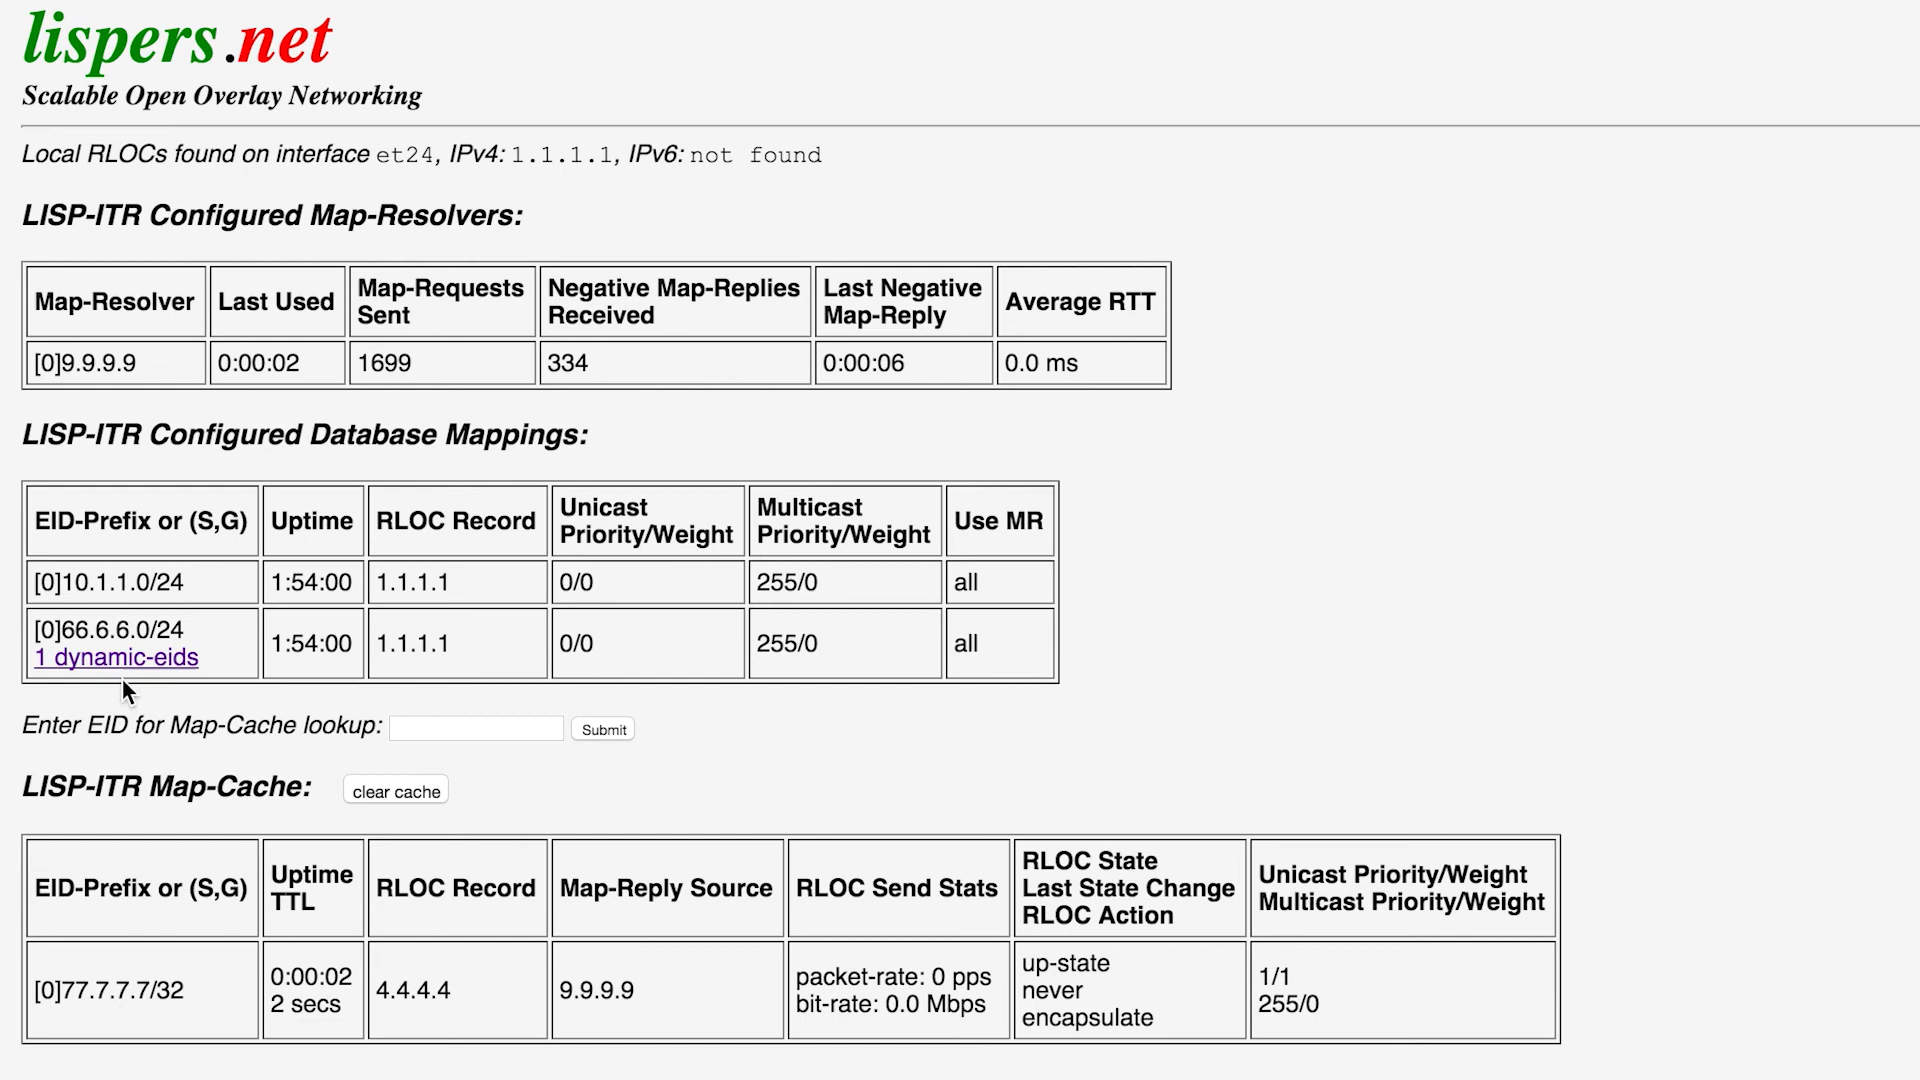 lispers.net
Scalable Open Overlay Networking
Local RLOCs found on interface et24, IPv4: 1.1.1.1, IPv6: not found
LISP-ITR Configured Map-Resolvers:
Map-Resolver Last Used Map-Requests Sent Negative Map-Replies Received Last Negative Map-Reply Average RTT
[0]9.9.9.9 0:00:02 1699 334 0:00:06 0.0 ms
LISP-ITR Configured Database Mappings:
EID-Prefix or (S,G) Uptime RLOC Record Unicast Priority/Weight Multicast Priority/Weight Use MR
[0]10.1.1.0/24 1:54:00 1.1.1.1 0/0 255/0 all
[0]66.6.6.0/24 1 dynamic-eids 1:54:00 1.1.1.1 0/0 255/0 all
Enter EID for Map-Cache lookup: Submit
LISP-ITR Map-Cache: clear cache
EID-Prefix or (S,G) Uptime TTL RLOC Record Map-Reply Source RLOC Send Stats RLOC State Last State Change RLOC Action Unicast Priority/Weight Multicast Priority/Weight
[0]77.7.7.7/32 0:00:02 2 secs 4.4.4.4 9.9.9.9 packet-rate: 0 pps bit-rate: 0.0 Mbps up-state never encapsulate 1/1 255/0